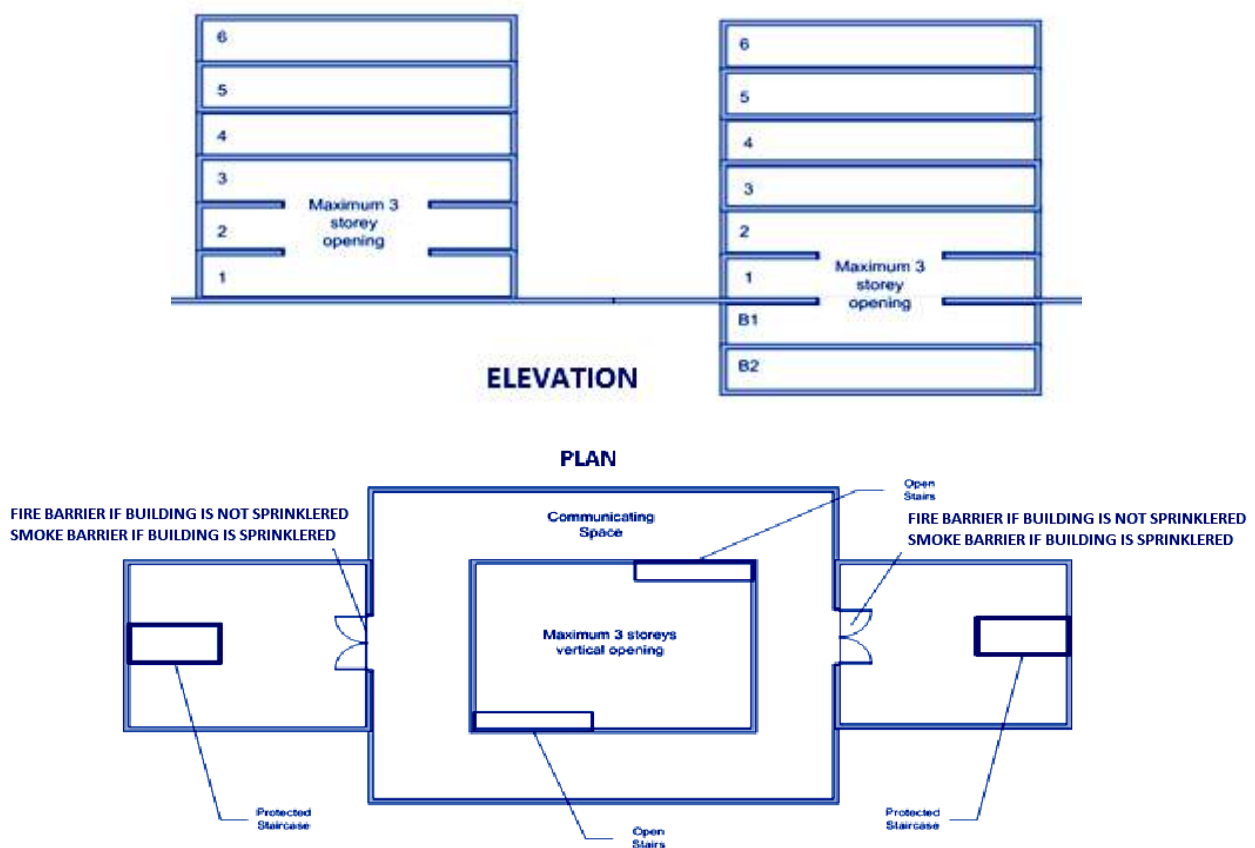 6
5
4
3
2
1
Maximum 3
storey
opening
6
5
4
3
2
1
B1
B2
Maximum 3
storey
opening
ELEVATION
PLAN
FIRE BARRIER IF BUILDING IS NOT SPRINKLERED
SMOKE BARRIER IF BUILDING IS SPRINKLERED
Communicating
Space
Open
Stairs
FIRE BARRIER IF BUILDING IS NOT SPRINKLERED
SMOKE BARRIER IF BUILDING IS SPRINKLERED
Maximum 3 storeys
vertical opening
Protected
Staircase
Open
Stairs
Protected
Staircase